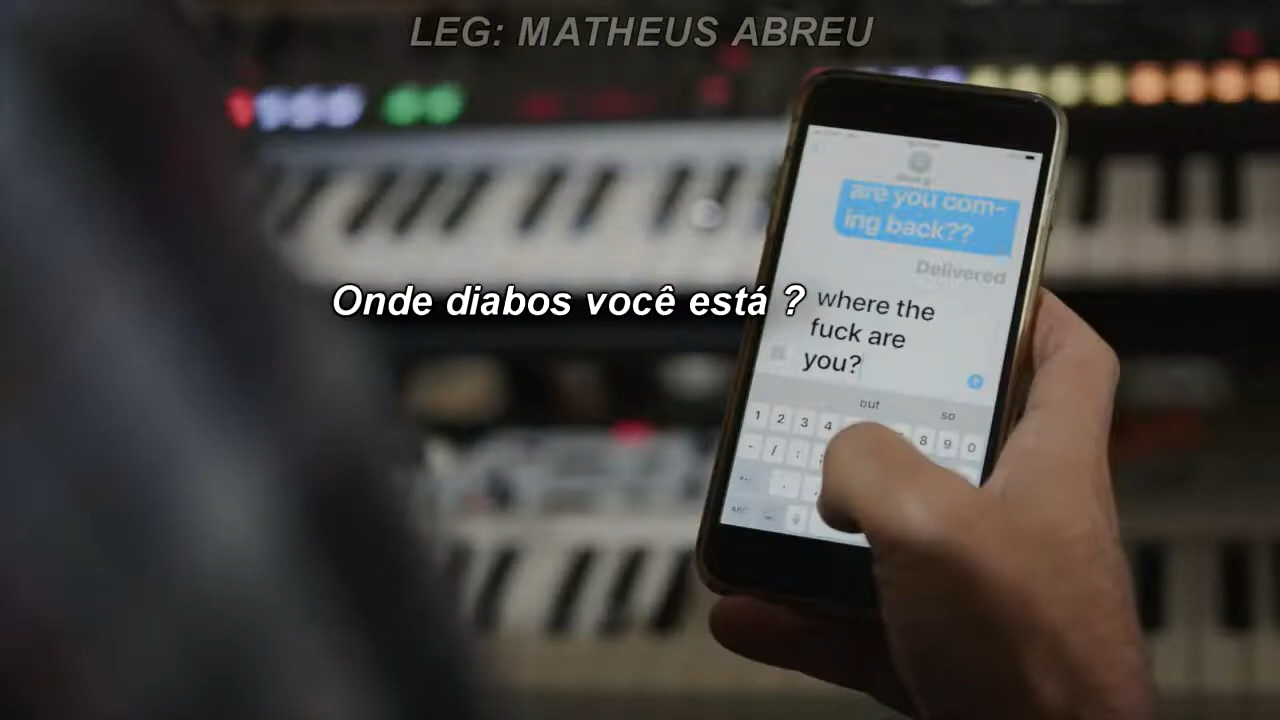 LEG: MATHEUS ABREU
are you com-
ing back??
Delivered
Onde diabos você está ?
where the
fuck are
you?
but so
1 2 3 4 8 9 0
- / :
ABC